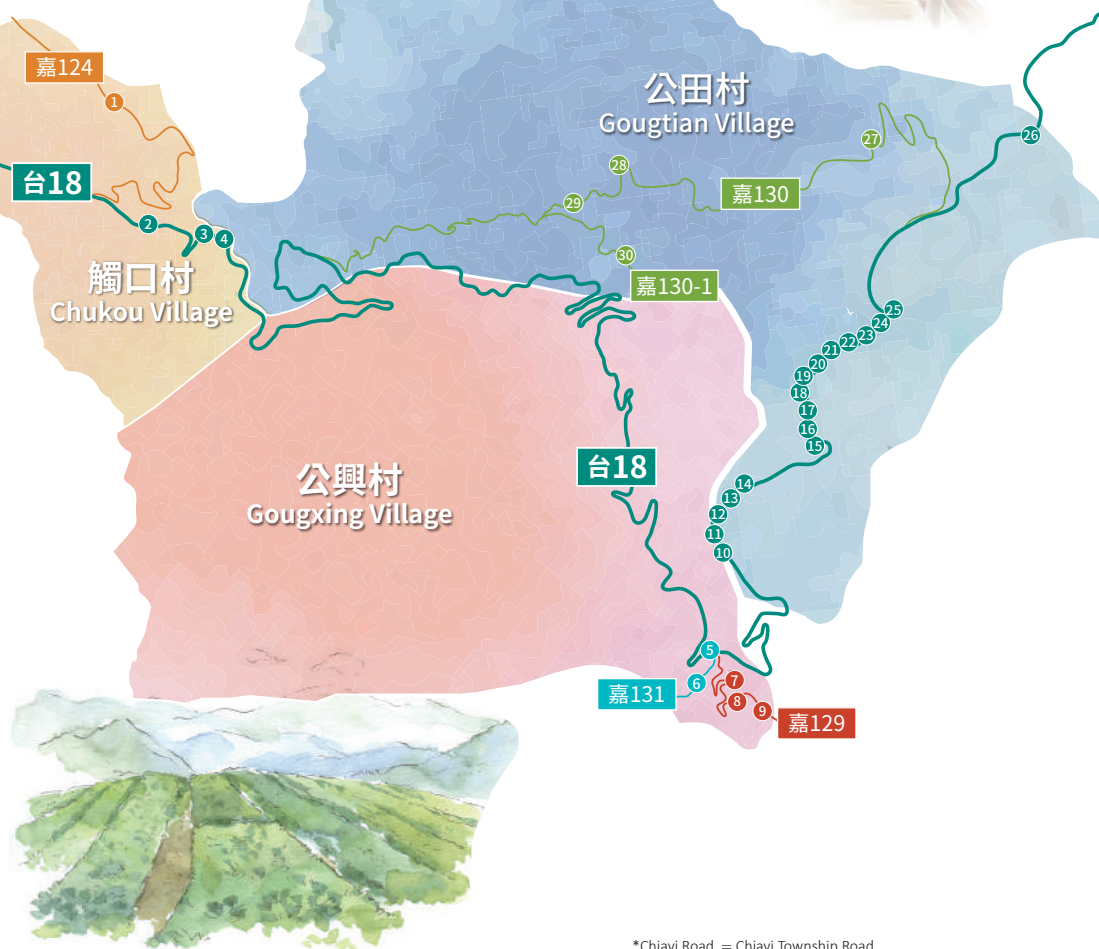 嘉124
1
公田村
Gougtian Village
26
27
28
台18
嘉130
29
2
3
4
30
觸口村
Chukou Village
嘉130-1
25
24
23
22
21
20
19
18
17
16
15
台18
公興村
Gougxing Village
14
13
12
11
10
5
6
7
嘉131
8
9
嘉129
*Chiayi Road = Chiayi Township Road